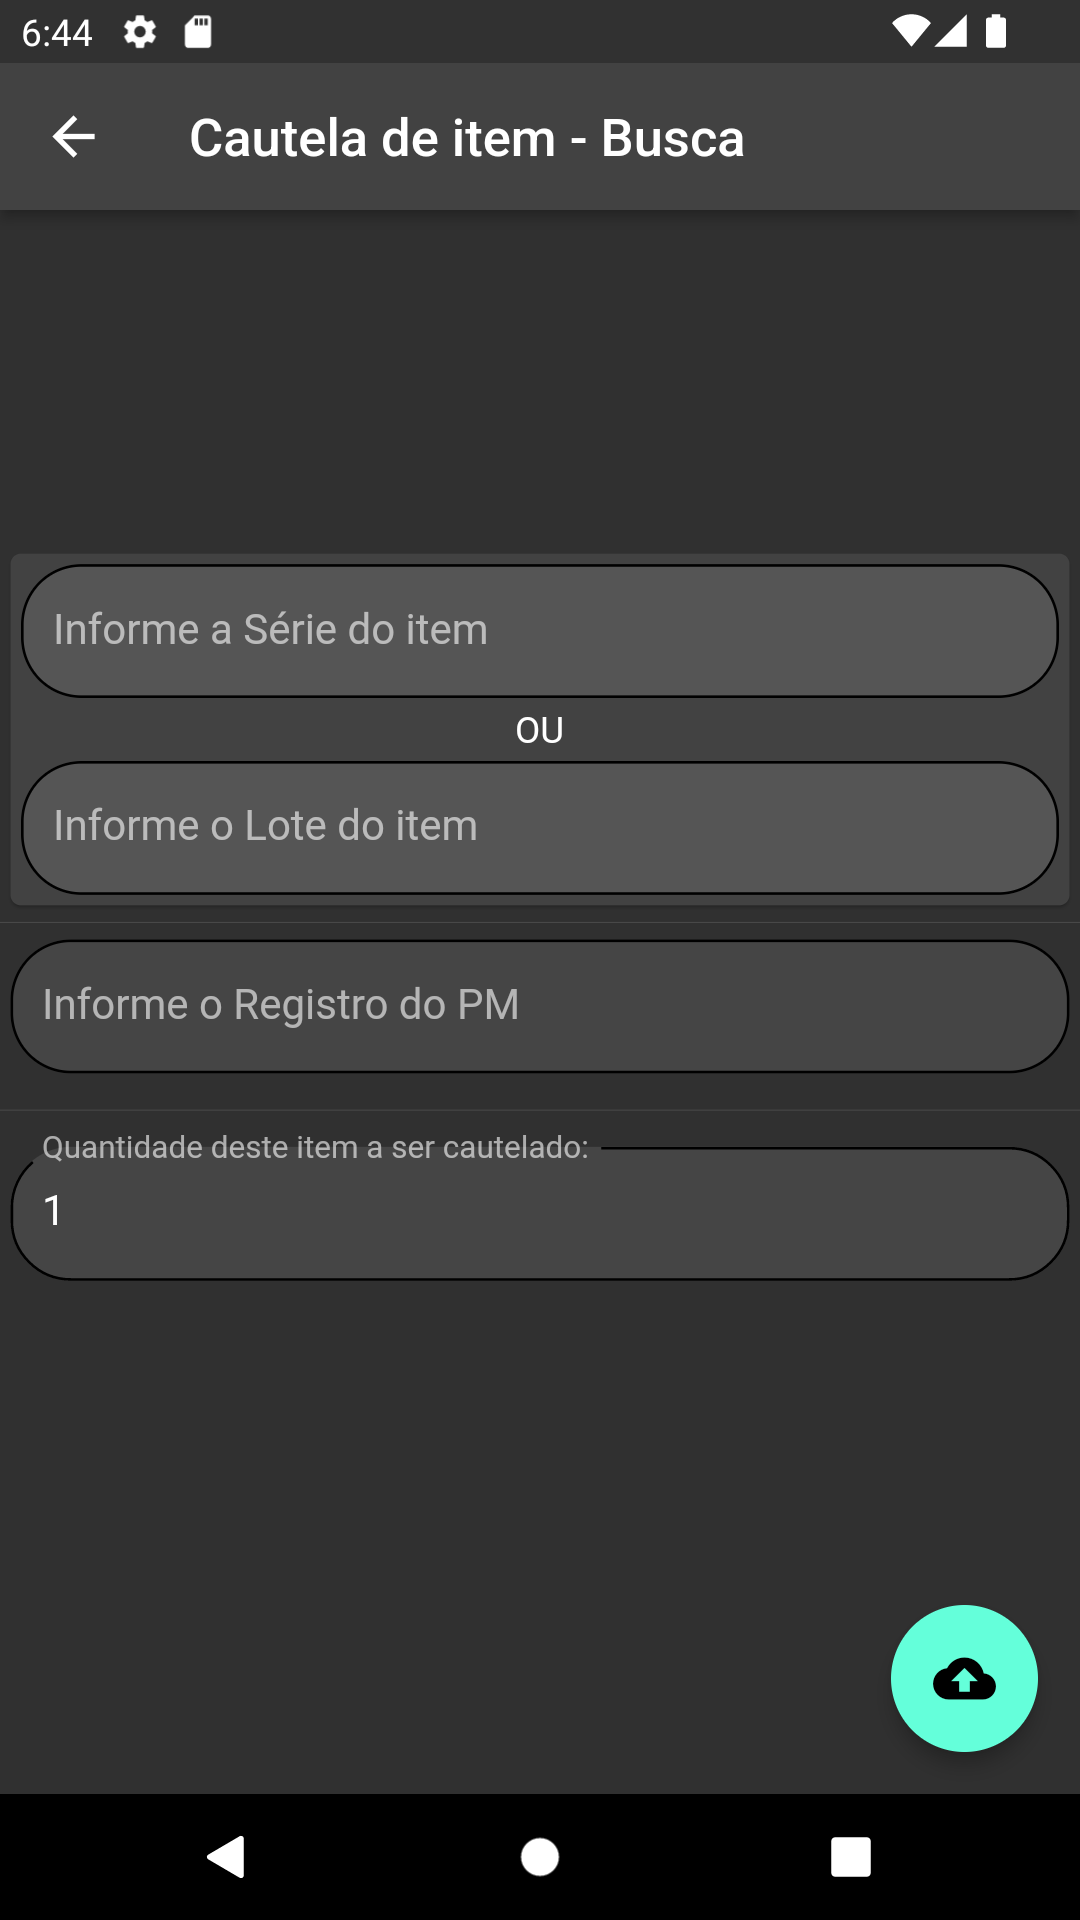 6:44
Cautela de item - Busca
Informe a Série do item
OU
Informe o Lote do item
Informe o Registro do PM
Quantidade deste item a ser cautelado:
1